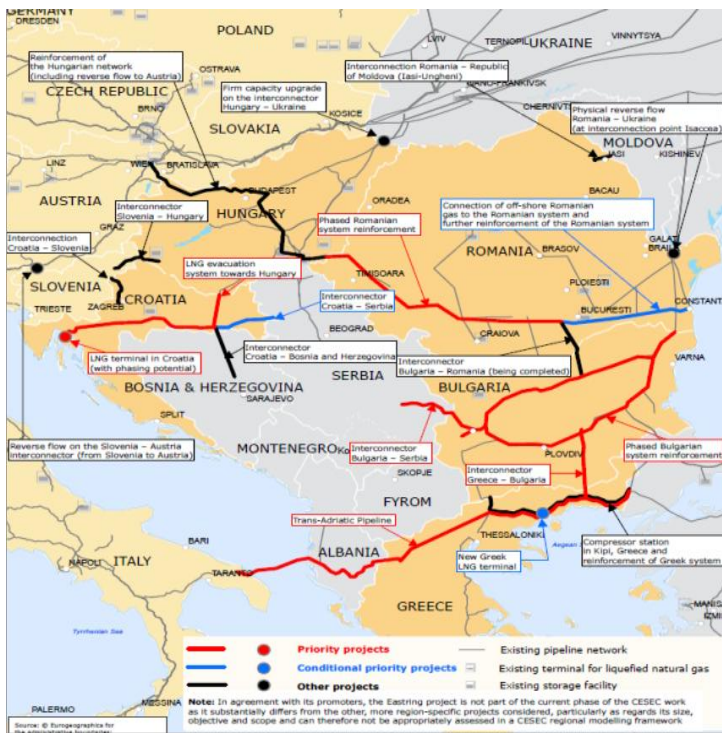 GERMANY
DRESDEN
POLAND
LVIV
TERNOPIL
UKRAINE
VINNYTSYA
Reinforcement of
the Hungarian network
(including reverse flow to Austria)
OSTRAVA
Interconnection Romania – Republic
of Moldova (Iasi-Ungheni)
CZECH REPUBLIC
BRNO
Firm capacity upgrade
on the interconnector
Hungary – Ukraine
KOSICE
Physical reverse flow
Romania – Ukraine
(at interconnection point Isaccea)
SLOVAKIA
MOLDOVA
IASI
KISHINEV
LINZ
WIEN
BRATISLAVA
BUDAPEST
ORADEA
BACAU
AUSTRIA
HUNGARY
Interconnector
Slovenia – Hungary
GRAZ
Phased Romanian
system reinforcement
Connection of off-shore Romanian
gas to the Romanian system and
further reinforcement of the Romanian system
Interconnection
Croatia – Slovenia
ROMANIA
BRASOV
GALATI
LNG evacuation
system towards Hungary
TIMISOARA
SLOVENIA
PLOIESTI
TRIESTE
ZAGREB
CROATIA
Interconnector
Croatia – Serbia
BUCURESTI
CONSTANT
BEOGRAD
CRAIOVA
LNG terminal in Croatia
(with phasing potential)
Interconnector
Croatia – Bosnia and Herzegovina
Interconnector
Bulgaria – Romania (being completed)
VARNA
SERBIA
BOSNIA & HERZEGOVINA
SARAJEVO
BULGARIA
SPLIT
Reverse flow on the Slovenia – Austria
interconnector (from Slovenia to Austria)
MONTENEGRO
Interconnector
Bulgaria – Serbia
PLOVDIV
Phased Bulgarian
system reinforcement
Interconnector
Greece – Bulgaria
SKOPJE
FYROM
Trans-Adriatic Pipeline
BARI
ITALY
NAPOLI
TARANTO
ALBANIA
THESSALONIKI
Aegean
Compressor station
in Kipi, Greece and
reinforcement of Greek system
New Greek
LNG terminal
GREECE
Tyrrhenian Sea
MANIS
IZMI
PALERMO
MESSINA
Priority projects
Existing pipeline network
Conditional priority projects
Existing terminal for liquefied natural gas
Other projects
Existing storage facility
Note: In agreement with its promoters, the Eastring project is not part of the current phase of the CESEC work
as it substantially differs from the other, more region-specific projects considered, particularly as regards its size,
objective and scope and can therefore not be appropriately assessed in a CESEC regional modelling framework
Source: © Eurogeographics for
the administrative boundaries;